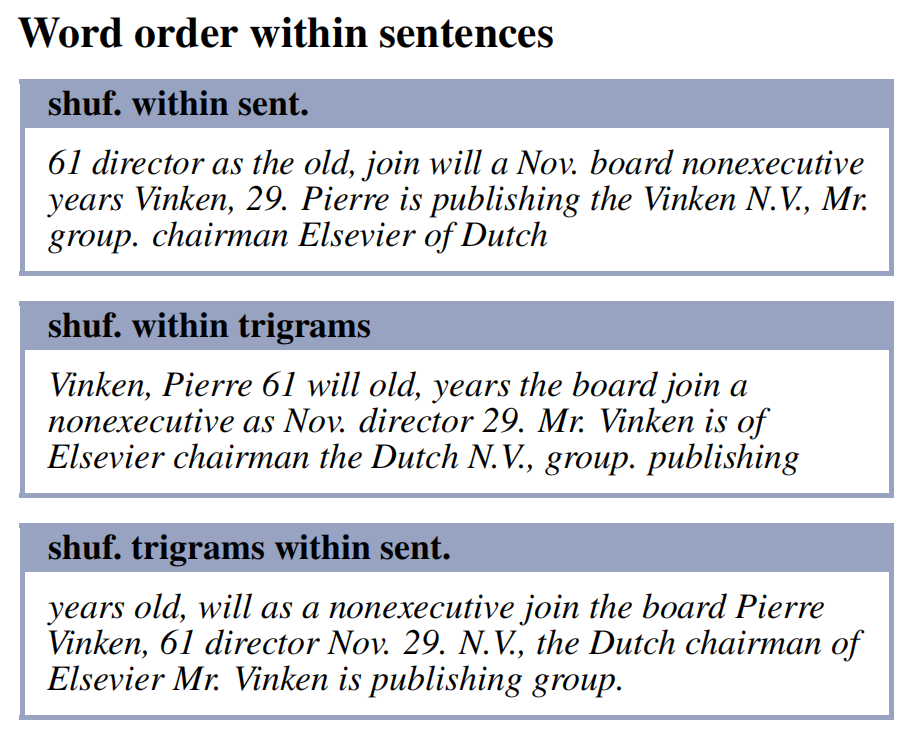 Word order within sentences
shuf. within sent.
61 director as the old, join will a Nov. board nonexecutive
years Vinken, 29. Pierre is publishing the Vinken N.V., Mr.
group. chairman Elsevier of Dutch
shuf. within trigrams
Vinken, Pierre 61 will old, years the board join a
nonexecutive as Nov. director 29. Mr. Vinken is of
Elsevier chairman the Dutch N.V., group. publishing
shuf. trigrams within sent.
years old, will as a nonexecutive join the board Pierre
Vinken, 61 director Nov. 29. N.V., the Dutch chairman of
Elsevier Mr. Vinken is publishing group.